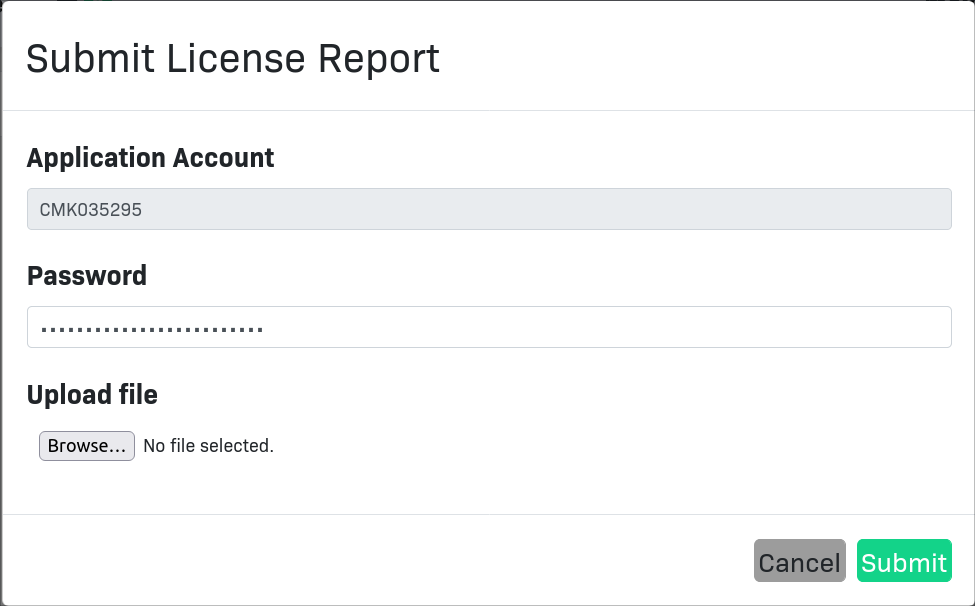 Submit License Report
Application Account
CMK035295
Password
Upload file
Browse... No file selected.
Cancel Submit